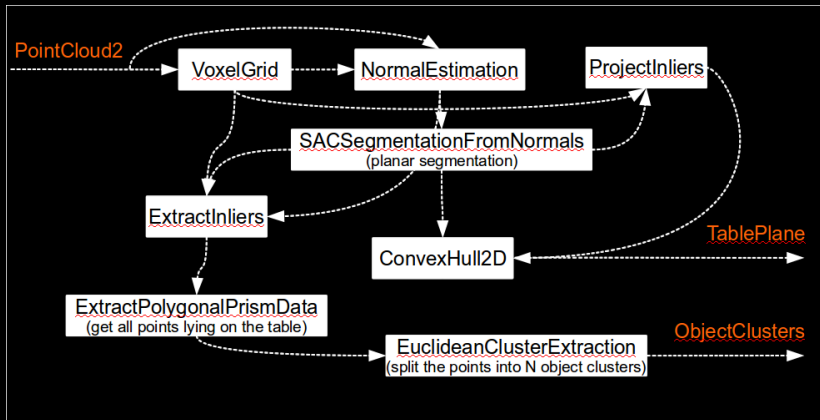 PointCloud2
VoxelGrid
NormalEstimation
ProjectInliers
SACSegmentationFromNormals
(planar segmentation)
ExtractInliers
TablePlane
ConvexHull2D
ExtractPolygonalPrismData
(get all points lying on the table)
ObjectClusters
EuclideanClusterExtraction
(split the points into N object clusters)